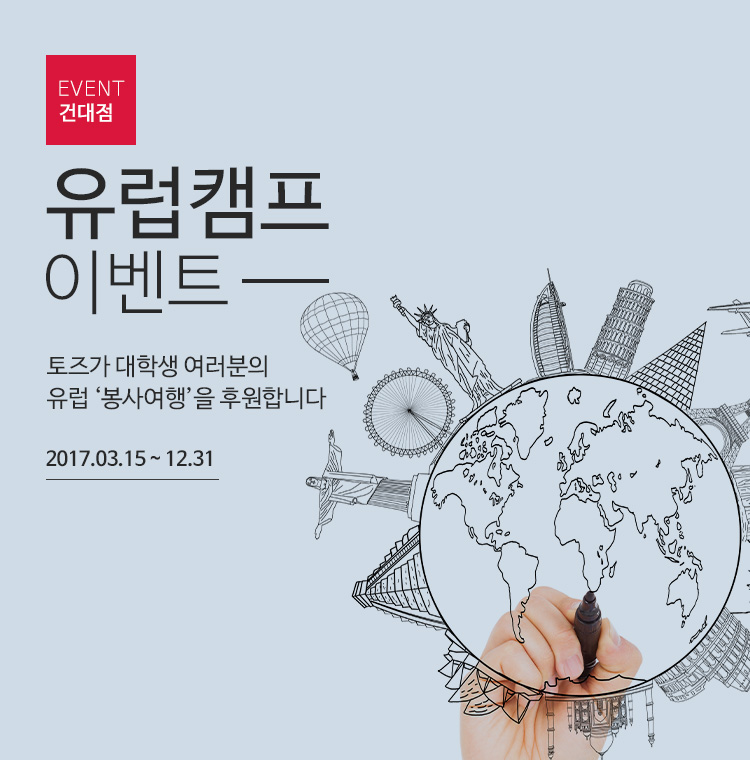 EVENT
건대점
유럽캠프
이벤트
토즈가 대학생 여러분의
유럽 ‘봉사여행’을 후원합니다
2017.03.15 ~ 12.31